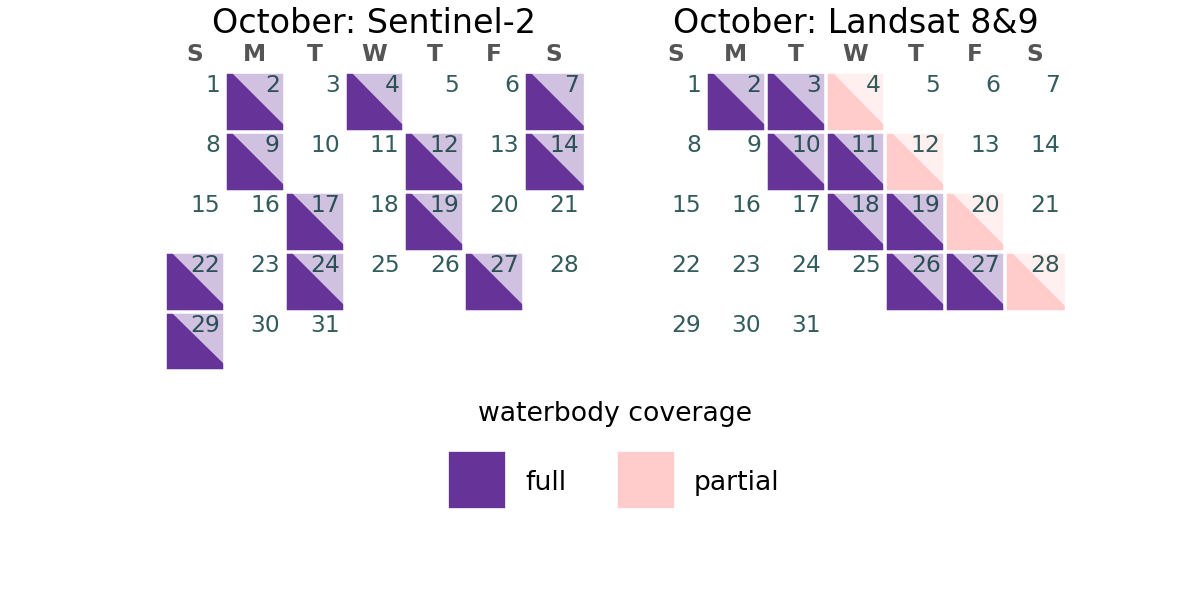 October: Sentinel-2
S M T W T F S
1 2 3 4 5 6 7
8 9 10 11 12 13 14
15 16 17 18 19 20 21
22 23 24 25 26 27 28
29 30 31
October: Landsat 8&9
S M T W T F S
1 2 3 4 5 6 7
8 9 10 11 12 13 14
15 16 17 18 19 20 21
22 23 24 25 26 27 28
29 30 31
waterbody coverage
full
partial